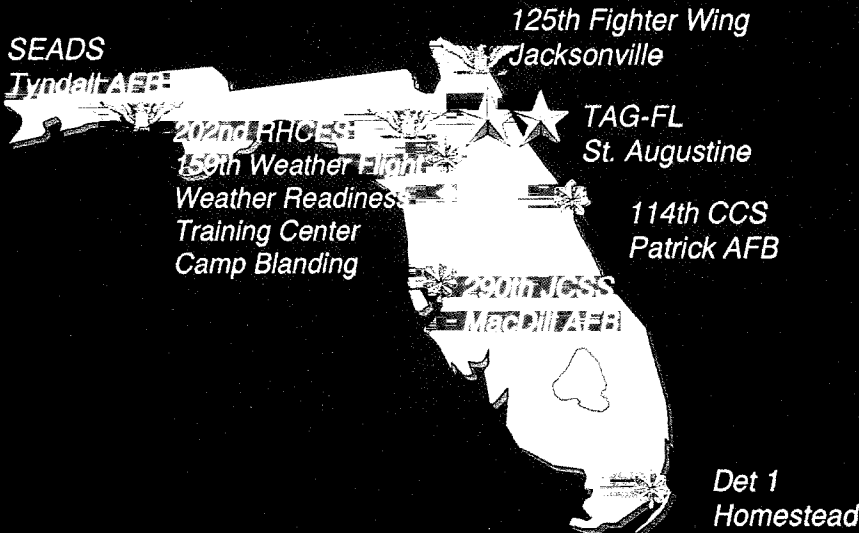 125th Fighter Wing
Jacksonville
SEADS
Tyndall AFB
TAG-FL
St. Augustine
202nd RHCES
159th Weather Flight
Weather Readiness
Training Center
Camp Blanding
114th CCS
Patrick AFB
290th JCSS
- MacDill AFB
Det 1
Homestead